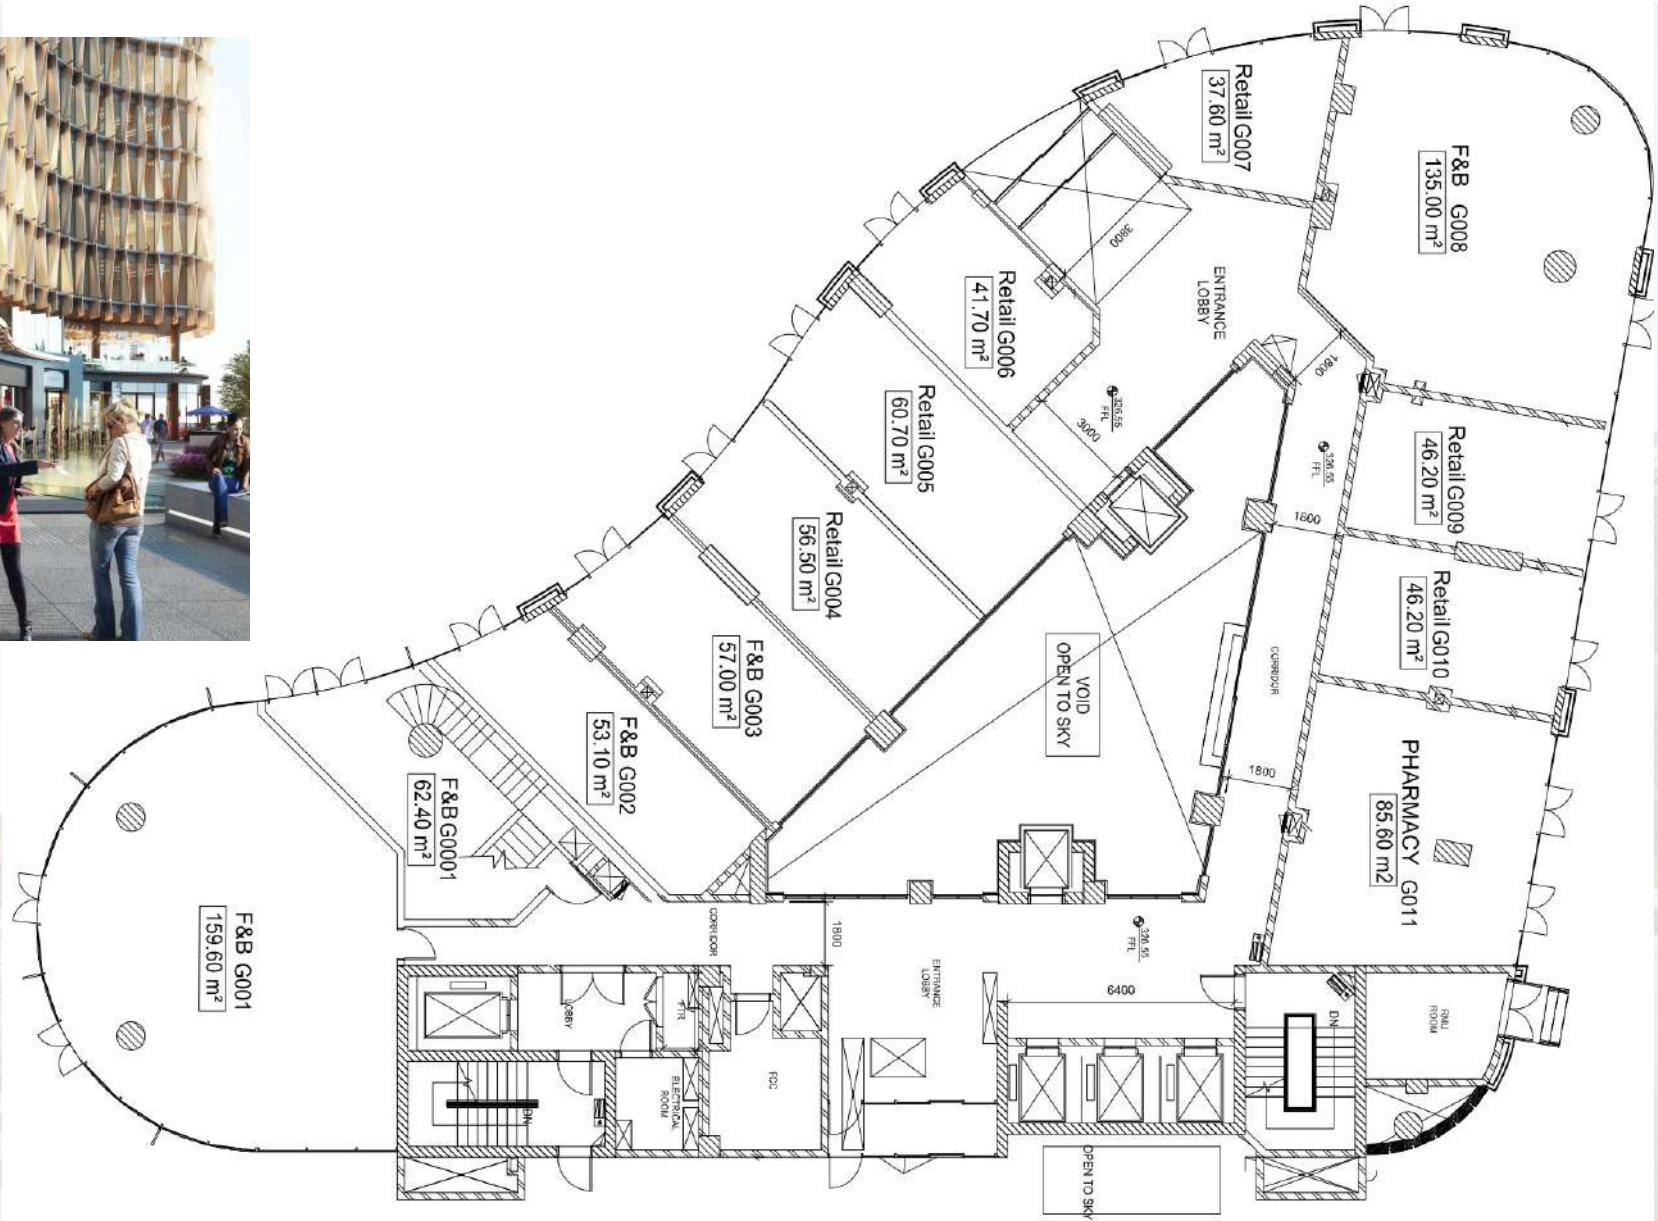 Retail G007
37.60 m²
F&B G008
135.00 m²
3800
ENTRANCE
LOBBY
Retail G006
41.70 m²
1800
326.55
FFL
3000
Retail G005
60.70 m²
326.55
FFL
Retail G009
46.20 m²
1800
Retail G004
56.50 m²
Retail G010
46.20 m²
F&B G003
57.00 m²
VOID
OPEN TO SKY
CORRIDOR
F&B G002
53.10 m²
1800
PHARMACY G011
85.60 m2
F&B G0001
62.40 m²
F&B G001
159.60 m²
CORRIDOR
1800
326.55
FFL
ENTRANCE
LOBBY
6400
LOBBY
FTR
DN
RMU
ROOM
FCC
ELECTRICAL
ROOM
DN
OPEN TO SKY